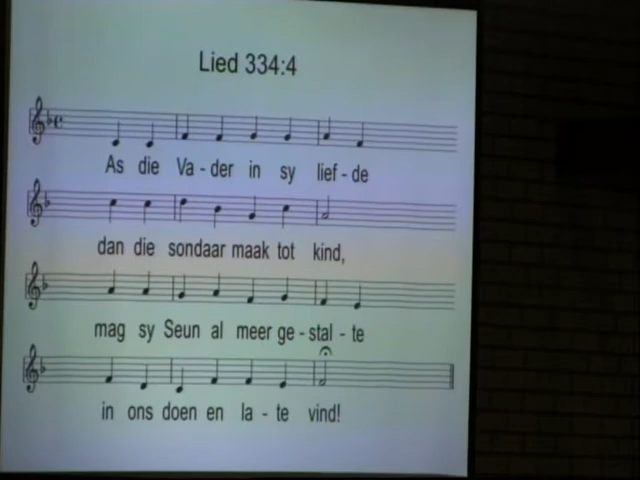 Lied 334:4
As die Va - der in sy lief - de
dan die sondaar maak tot kind,
mag sy Seun al meer ge - stal - te
in ons doen en la - te vind!